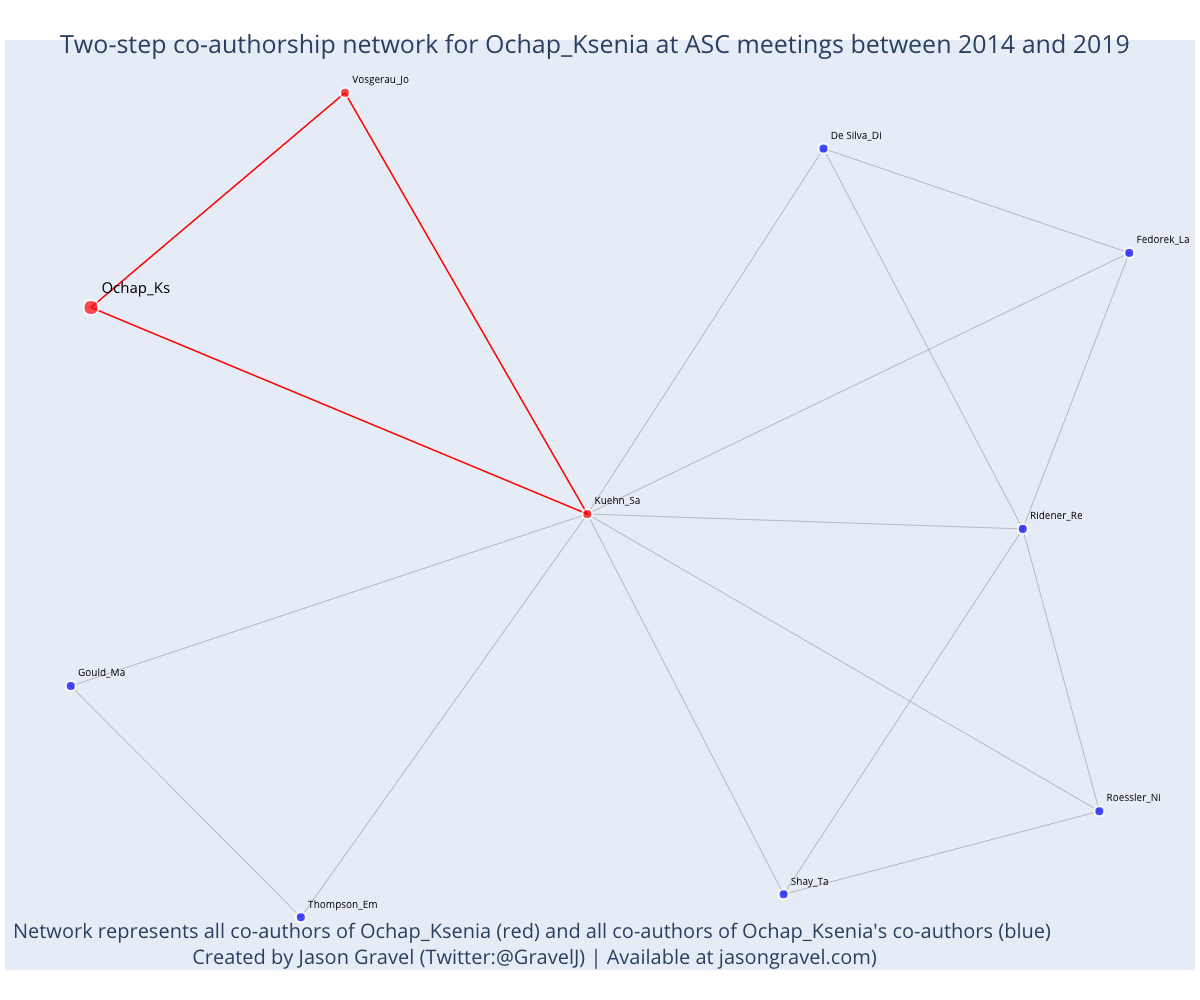 Two-step co-authorship network for Ochap_Ksenia at ASC meetings between 2014 and 2019
Vosgerau_Jo
De Silva_Di
Fedorek_La
Ochap_Ks
Kuehn_Sa
Ridener_Re
Gould_Ma
Roessler_Ni
Shay_Ta
Thompson_Em
Network represents all co-authors of Ochap_Ksenia (red) and all co-authors of Ochap_Ksenia's co-authors (blue)
Created by Jason Gravel (Twitter:@GravelJ) | Available at jasongravel.com)